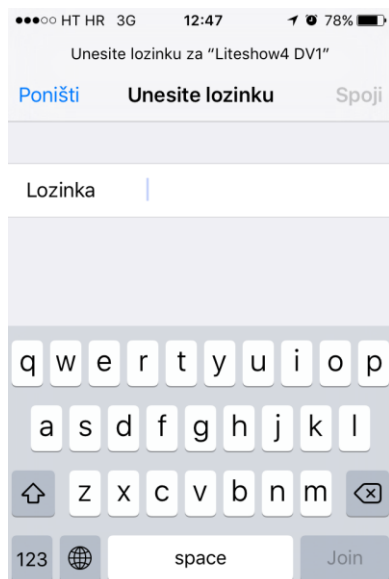 HT HR 3G 12:47 78%
Unesite lozinku za “Liteshow4 DV1”
Poništi Unesite lozinku Spoji
Lozinka
q w e r t y u i o p
a s d f g h j k l
z x c v b n m
123 space Join